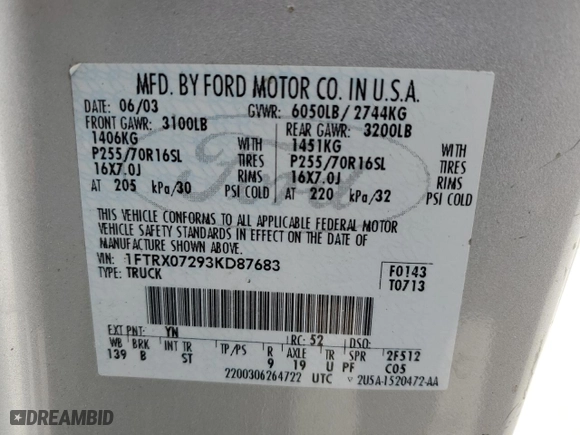 MFD. BY FORD MOTOR CO. IN U.S.A.
DATE: 06/03 GVWR: 6050LB / 2744KG
FRONT GAWR: 3100LB REAR GAWR: 3200LB
1406KG WITH 1451KG WITH
P255/70R16SL TIRES P255/70R16SL TIRES
16X7.0J RIMS 16X7.0J RIMS
AT 205 kPa/30 PSI COLD AT 220 kPa/32 PSI COLD
THIS VEHICLE CONFORMS TO ALL APPLICABLE FEDERAL MOTOR
VEHICLE SAFETY STANDARDS IN EFFECT ON THE DATE OF
MANUFACTURE SHOWN ABOVE.
VIN: 1FTRX07293KD87683 F0143
TYPE: TRUCK T0713
EXT PNT: YN RC: 52 DSO:
WB BRK INT TR TP/PS R AXLE TR SPR 2F512
139 B ST 9 19 U PF C05
2200306264722 UTC 2USA-1520472-AA
Ford
DREAMBID